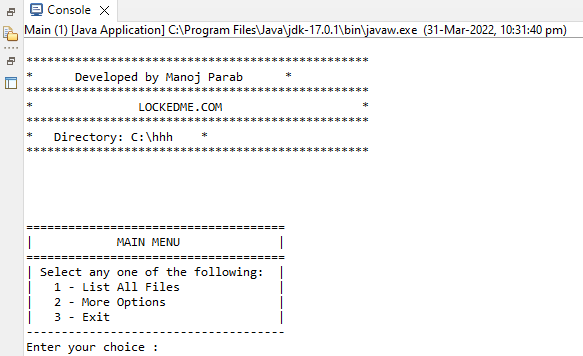 Console
Main (1) [Java Application] C:\Program Files\Java\jdk-17.0.1\bin\javaw.exe (31-Mar-2022, 10:31:40 pm)
*************************************************
*      Developed by Manoj Parab      *
*************************************************
*               LOCKEDME.COM                    *
*************************************************
*   Directory: C:\hhh    *
*************************************************
=====================================
|            MAIN MENU              |
=====================================
| Select any one of the following:  |
|   1 - List All Files              |
|   2 - More Options                |
|   3 - Exit                        |
-------------------------------------
Enter your choice :